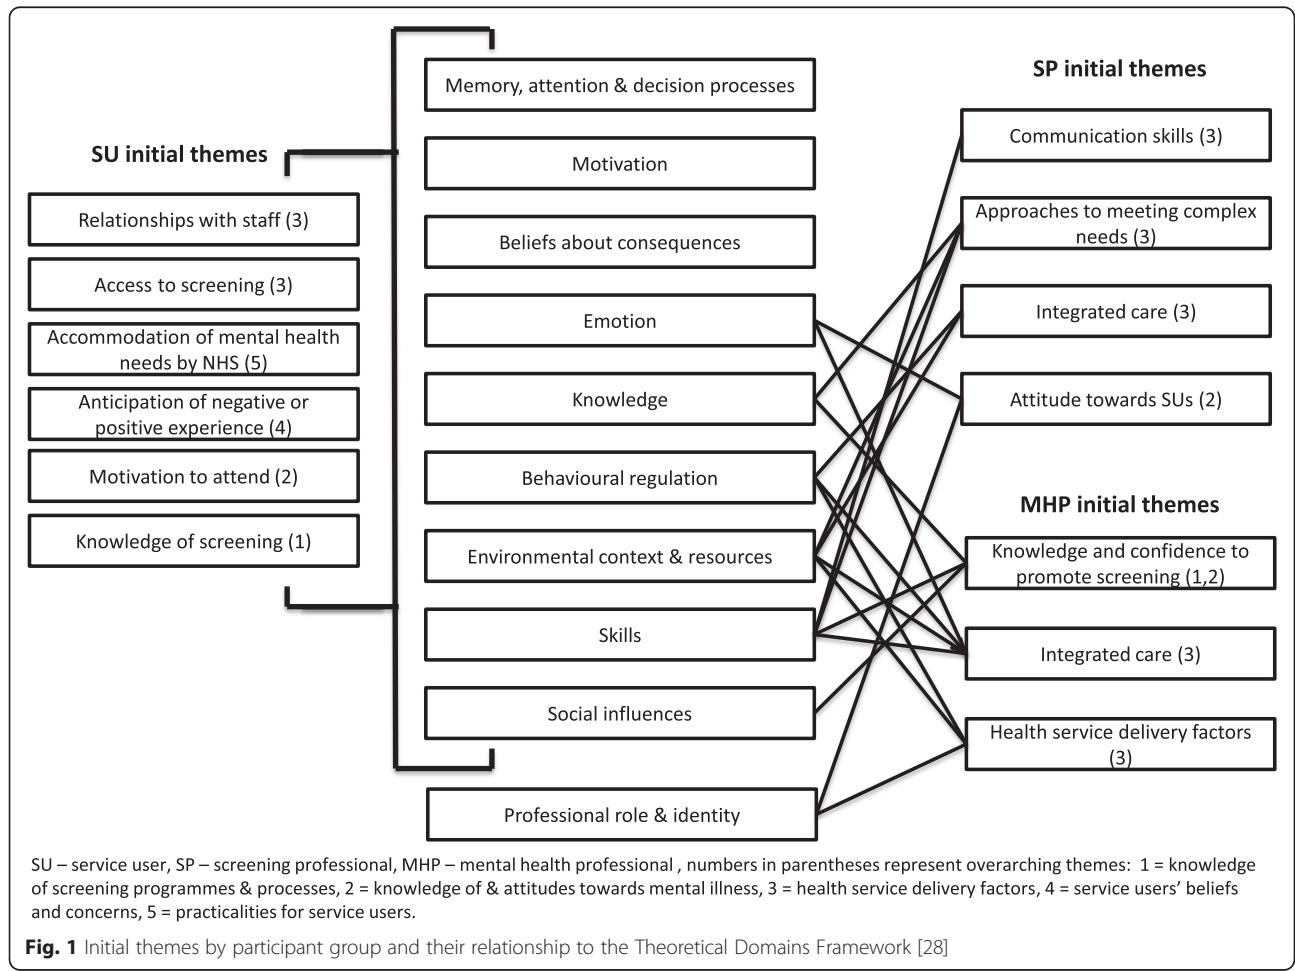 SU initial themes
Relationships with staff (3)
Access to screening (3)
Accommodation of mental health
needs by NHS (5)
Anticipation of negative or
positive experience (4)
Motivation to attend (2)
Knowledge of screening (1)
Memory, attention & decision processes
Motivation
Beliefs about consequences
Emotion
Knowledge
Behavioural regulation
Environmental context & resources
Skills
Social influences
Professional role & identity
SP initial themes
Communication skills (3)
Approaches to meeting complex
needs (3)
Integrated care (3)
Attitude towards SUs (2)
MHP initial themes
Knowledge and confidence to
promote screening (1,2)
Integrated care (3)
Health service delivery factors
(3)
SU – service user, SP – screening professional, MHP – mental health professional , numbers in parentheses represent overarching themes: 1 = knowledge
of screening programmes & processes, 2 = knowledge of & attitudes towards mental illness, 3 = health service delivery factors, 4 = service users’ beliefs
and concerns, 5 = practicalities for service users.
Fig. 1 Initial themes by participant group and their relationship to the Theoretical Domains Framework [28]